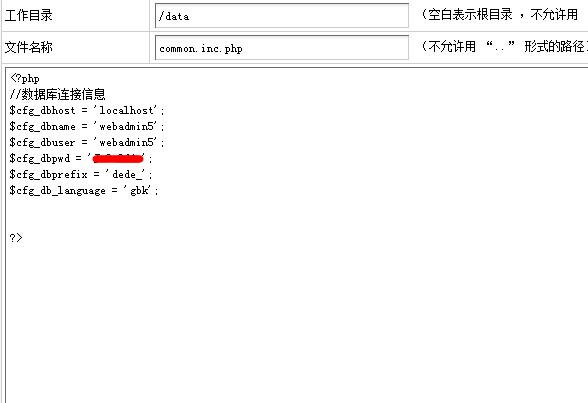 工作目录 /data （空白表示根目录 ，不允许用
文件名称 common.inc.php （不允许用 “..” 形式的路径）
<?php
//数据库连接信息
$cfg_dbhost = 'localhost';
$cfg_dbname = 'webadmin5';
$cfg_dbuser = 'webadmin5';
$cfg_dbpwd = '';
$cfg_dbprefix = 'dede_';
$cfg_db_language = 'gbk';
?>